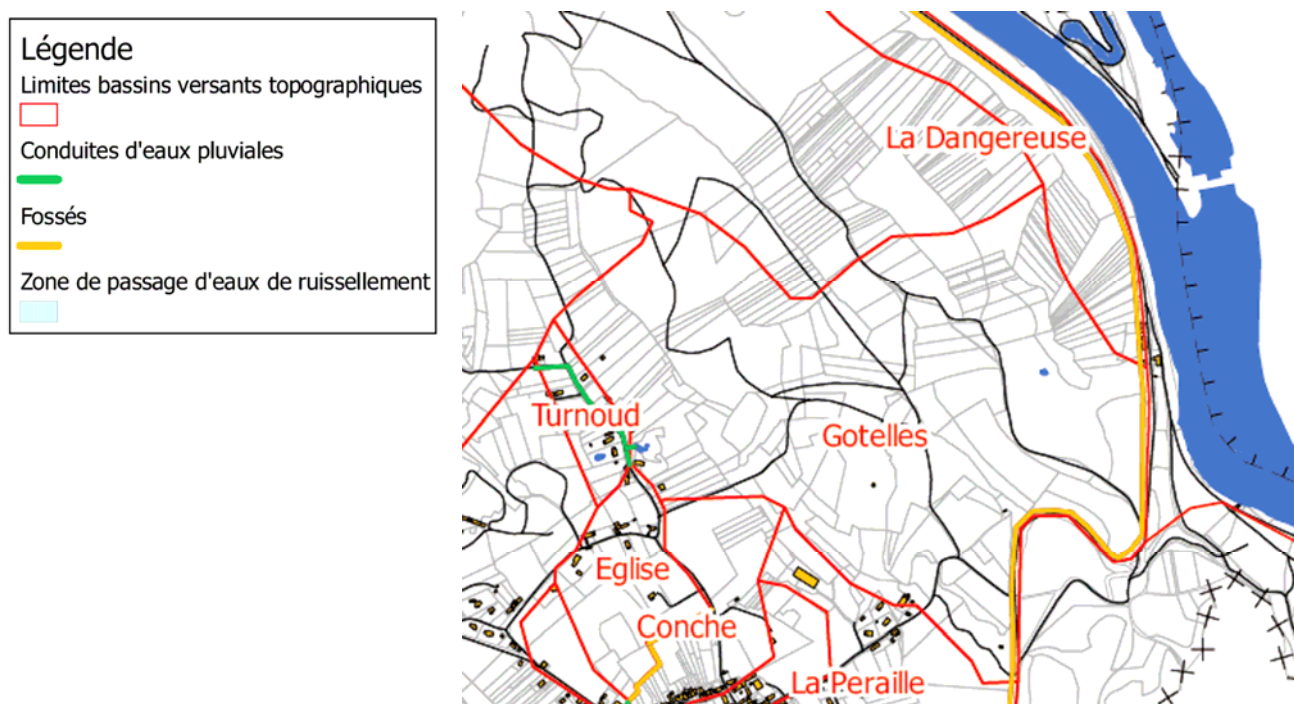 Légende
Limites bassins versants topographiques
Conduites d'eaux pluviales
Fossés
Zone de passage d'eaux de ruissellement
La Dangereuse
Turnoud
Gotelles
Eglise
Conche
La Peraille